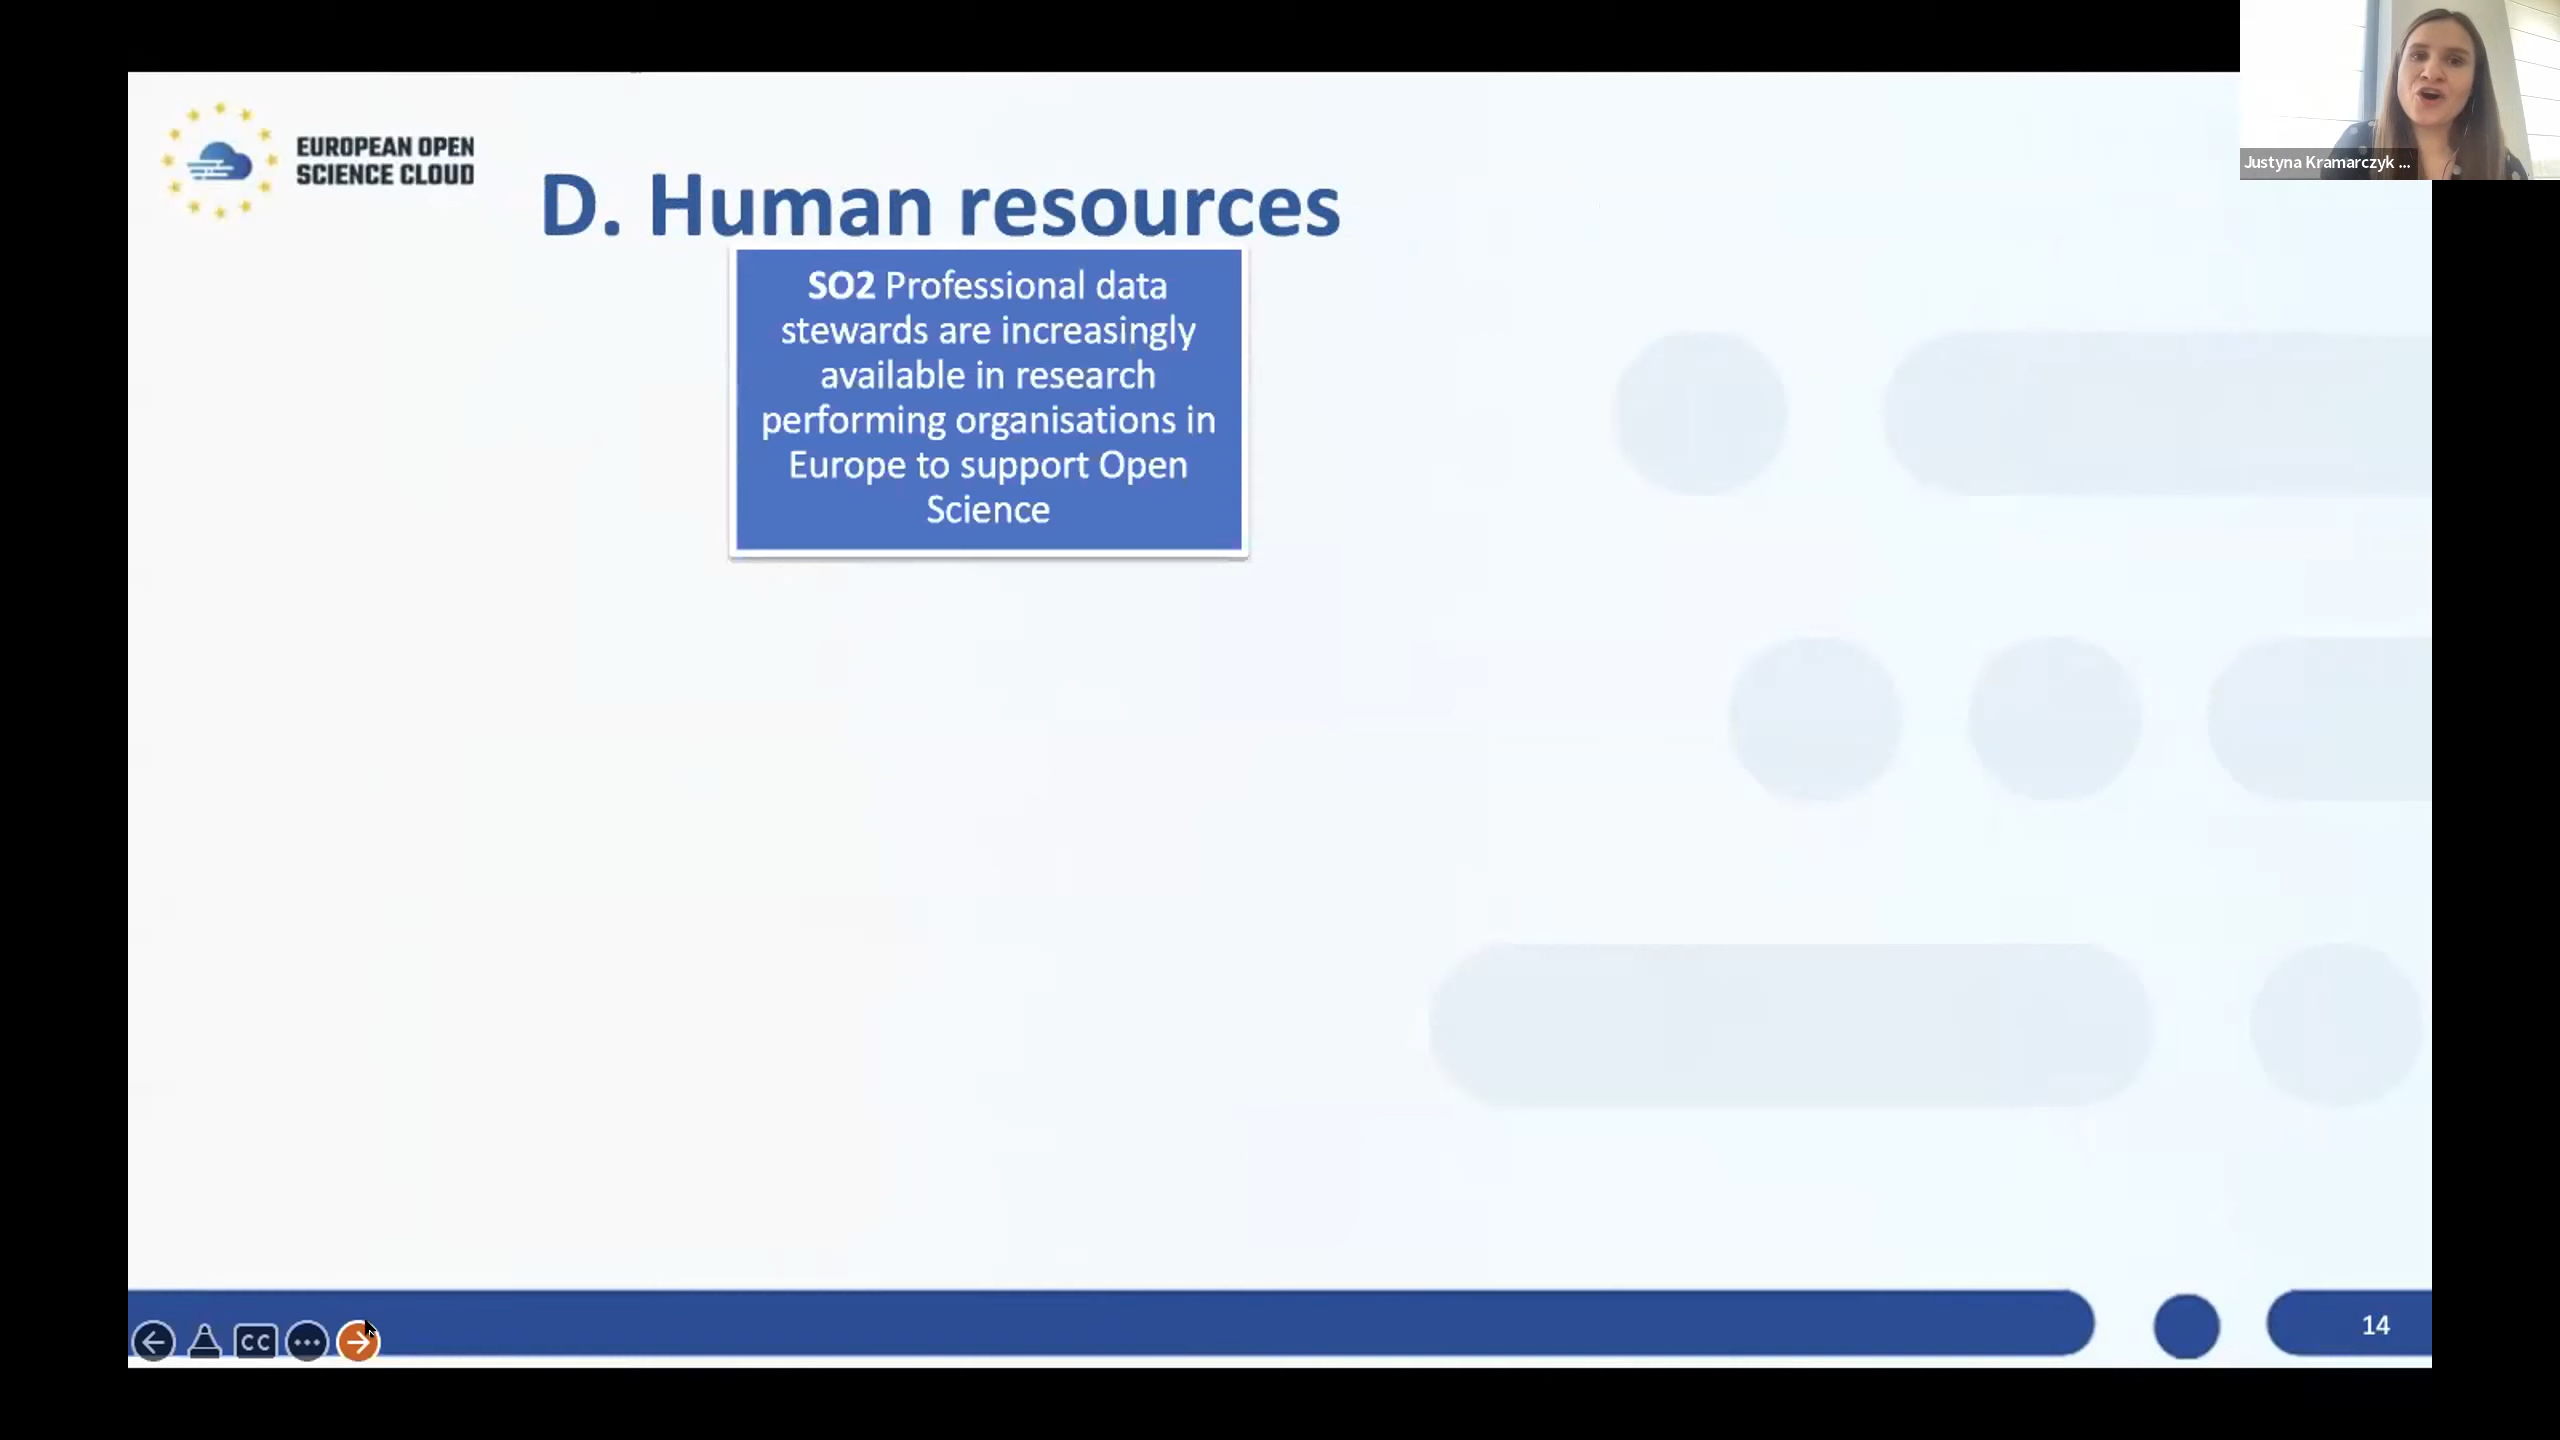 EUROPEAN OPEN
SCIENCE CLOUD
D. Human resources
SO2 Professional data
stewards are increasingly
available in research
performing organisations in
Europe to support Open
Science
Justyna Kramarczyk ...
CC
14